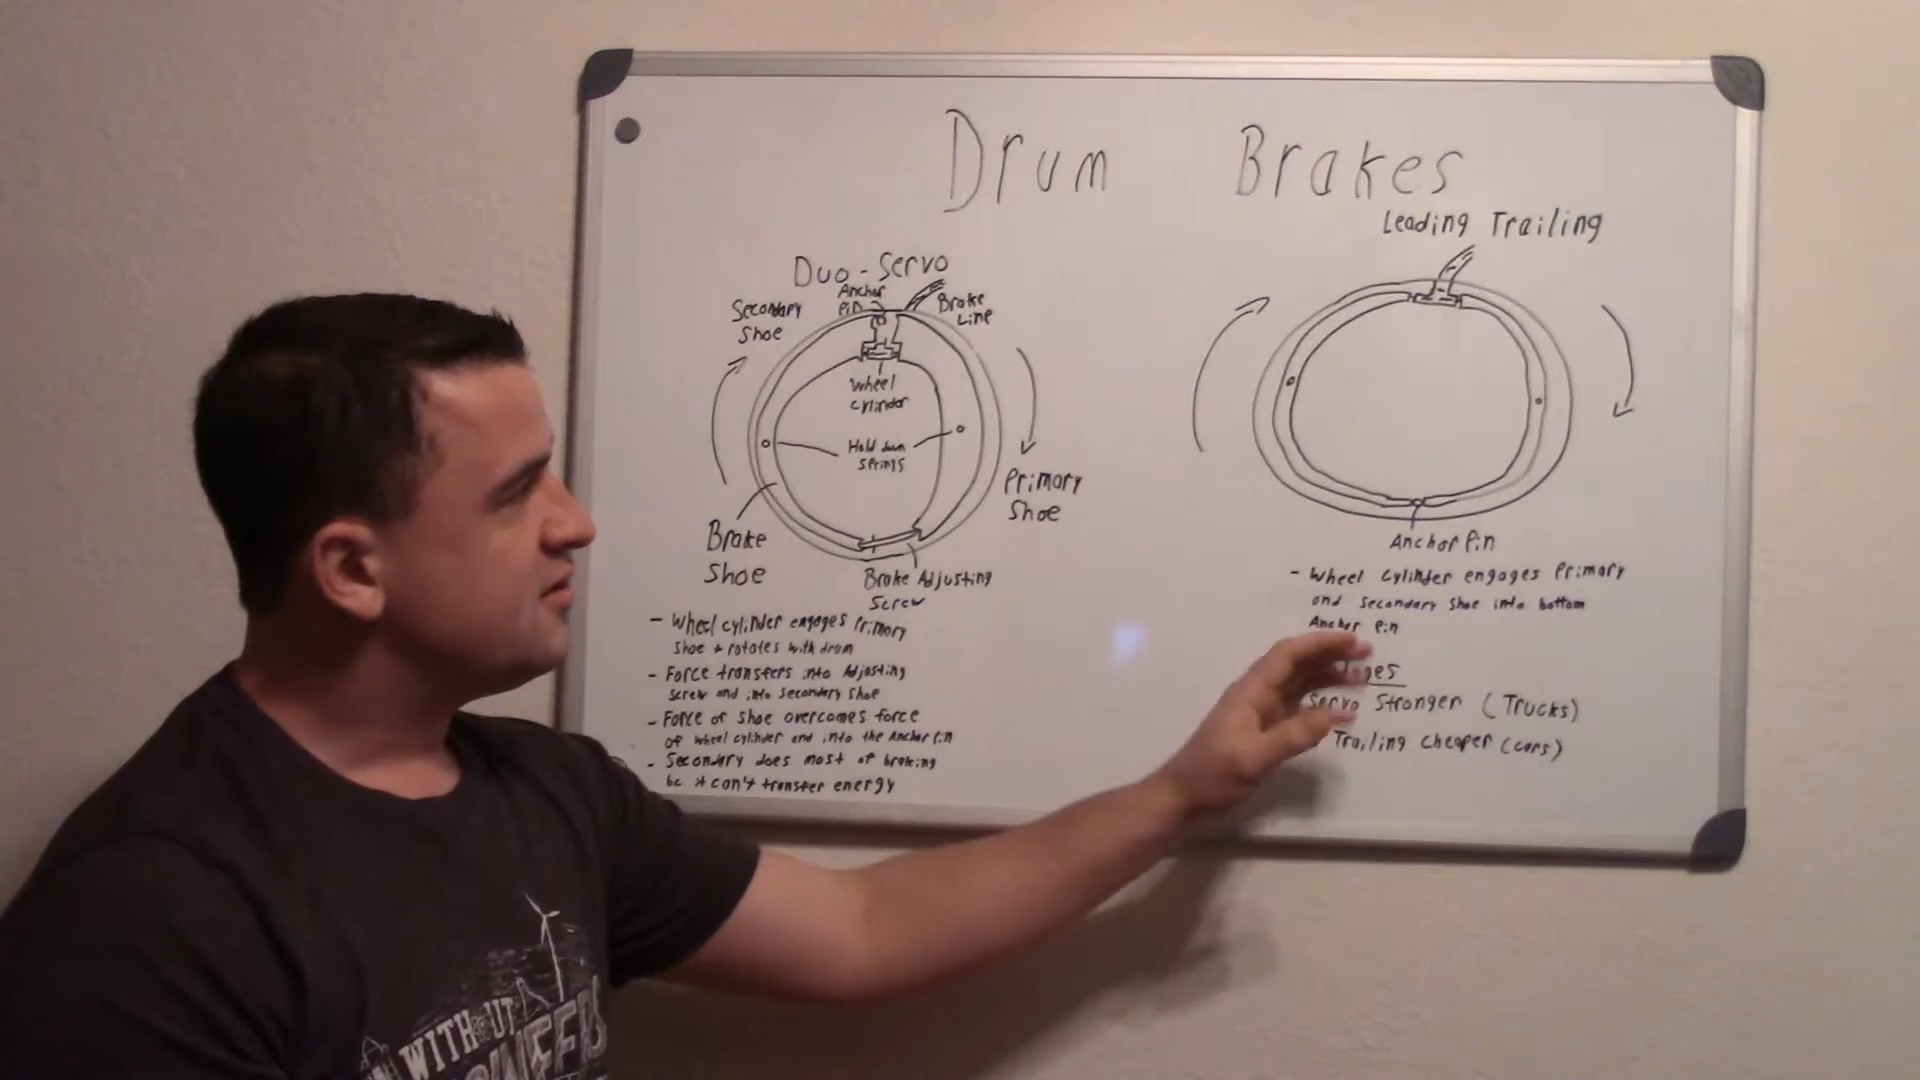 Drum Brakes
Duo-Servo
Anchor
Pin
Secondary
Shoe
Brake
Line
Wheel
Cylinder
Hold down
springs
Primary
Shoe
Brake
Shoe
Brake Adjusting
Screw
- Wheel cylinder engages Primary
shoe + rotates with drum
- Force transfers into Adjusting
screw and into secondary shoe
- Force of shoe overcomes force
of wheel cylinder and into the Anchor Pin
- Secondary does most of braking
bc it can't transfer energy
Leading Trailing
Anchor Pin
- Wheel cylinder engages Primary
and secondary shoe into bottom
Anchor Pin
Servo Stronger (Trucks)
Trailing cheaper (cars)
WITHOUT